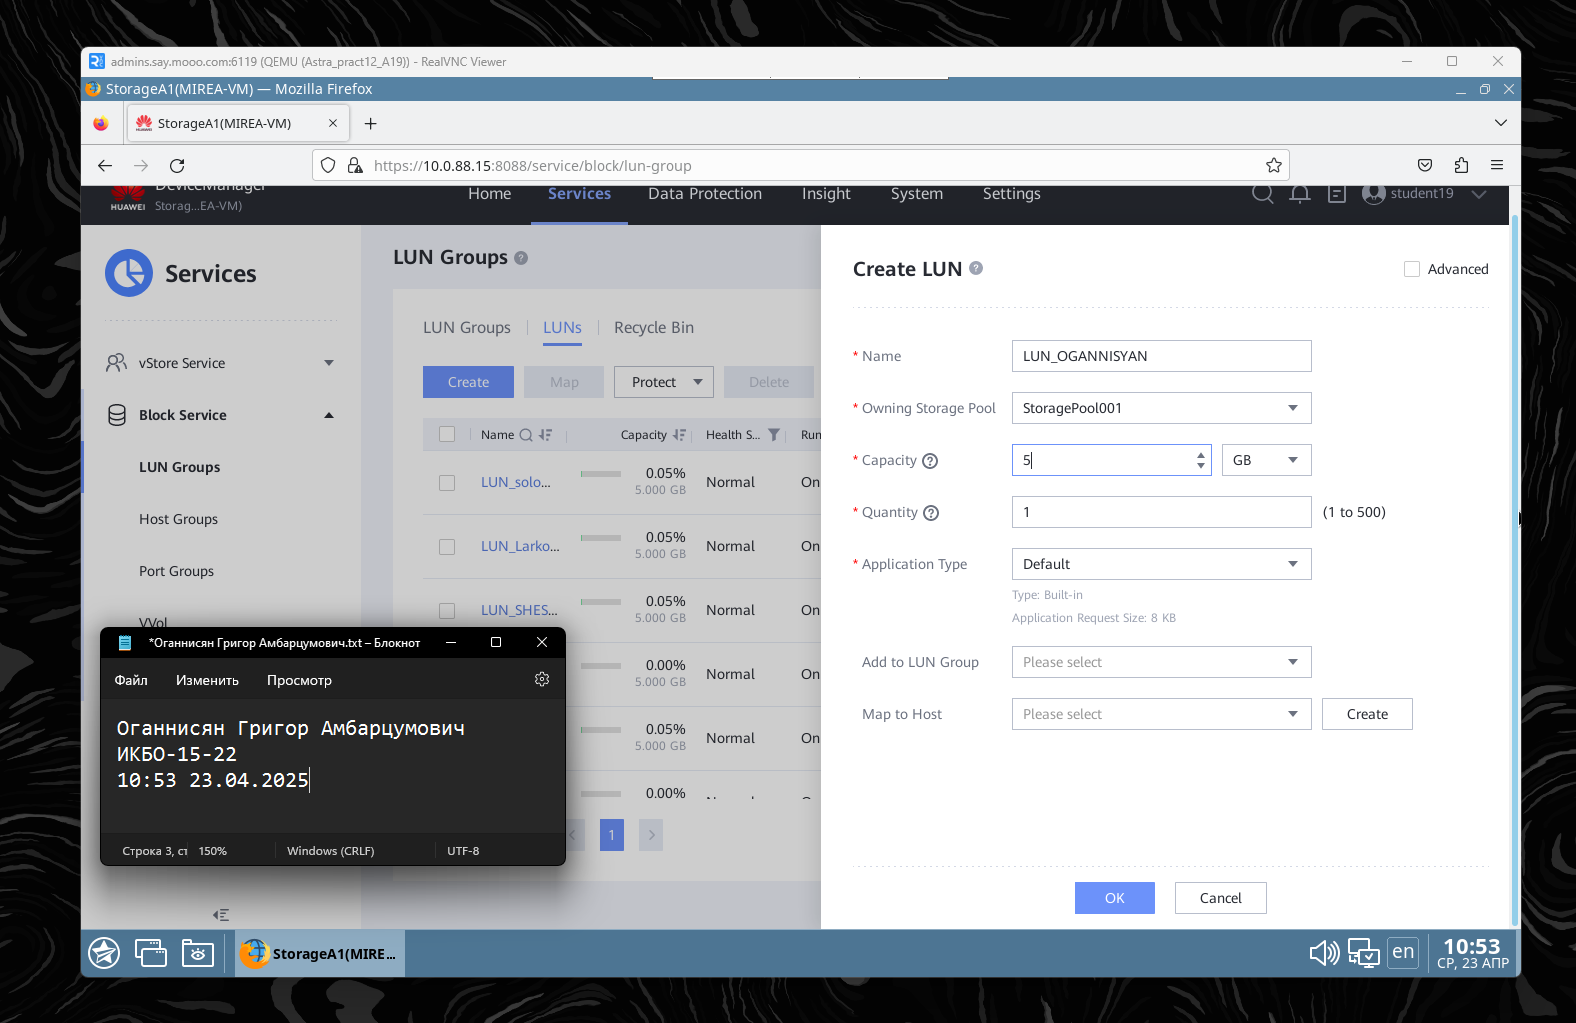 admins.say.mooo.com:6119 (QEMU (Astra_pract12_A19)) - RealVNC Viewer
StorageA1(MIREA-VM) — Mozilla Firefox
StorageA1(MIREA-VM)
https://10.0.88.15:8088/service/block/lun-group
HUAWEI
DeviceManager
Storag...EA-VM)
Home
Services
Data Protection
Insight
System
Settings
student19
Services
vStore Service
Block Service
LUN Groups
Host Groups
Port Groups
VVol
LUN Groups
LUN Groups
LUNs
Recycle Bin
Create
Map
Protect
Delete
Name
Capacity
Health S...
Run
LUN_solo...
0.05%
5.000 GB
Normal
On
LUN_Larko...
0.05%
5.000 GB
Normal
On
LUN_SHES...
0.05%
5.000 GB
Normal
On
0.00%
5.000 GB
Normal
On
0.05%
5.000 GB
Normal
On
0.00%
1
Create LUN
Advanced
* Name
LUN_OGANNISYAN
* Owning Storage Pool
StoragePool001
* Capacity
5
GB
* Quantity
1
(1 to 500)
* Application Type
Default
Type: Built-in
Application Request Size: 8 KB
Add to LUN Group
Please select
Map to Host
Please select
Create
OK
Cancel
*Оганнисян Григор Амбарцумович.txt – Блокнот
Файл
Изменить
Просмотр
Оганнисян Григор Амбарцумович
ИКБО-15-22
10:53 23.04.2025
Строка 3, ст
150%
Windows (CRLF)
UTF-8
StorageA1(MIRE...
en
10:53
СР, 23 АПР